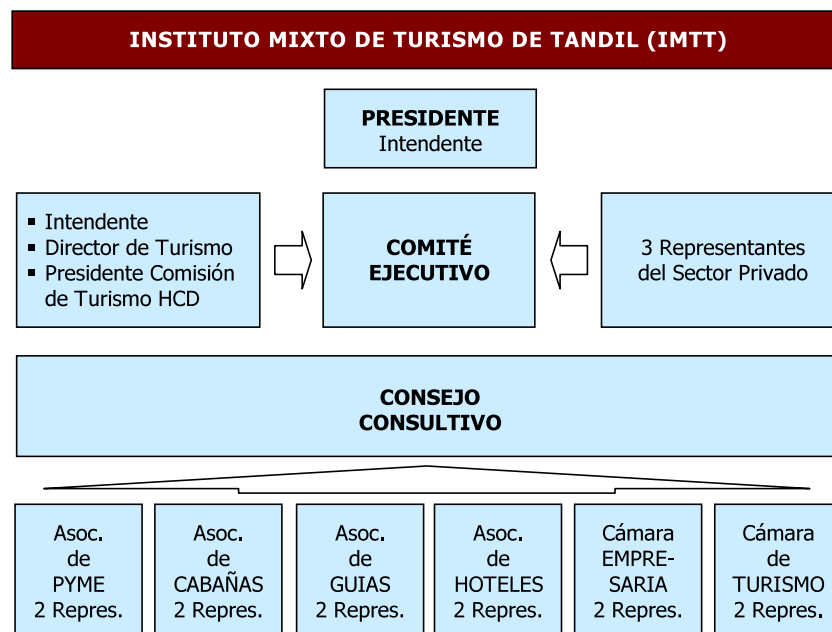 INSTITUTO MIXTO DE TURISMO DE TANDIL (IMTT)
PRESIDENTE
Intendente
▪ Intendente
▪ Director de Turismo
▪ Presidente Comisión
de Turismo HCD
COMITÉ
EJECUTIVO
3 Representantes
del Sector Privado
CONSEJO
CONSULTIVO
Asoc.
de
PYME
2 Repres.
Asoc.
de
CABAÑAS
2 Repres.
Asoc.
de
GUIAS
2 Repres.
Asoc.
de
HOTELES
2 Repres.
Cámara
EMPRE-
SARIA
2 Repres.
Cámara
de
TURISMO
2 Repres.